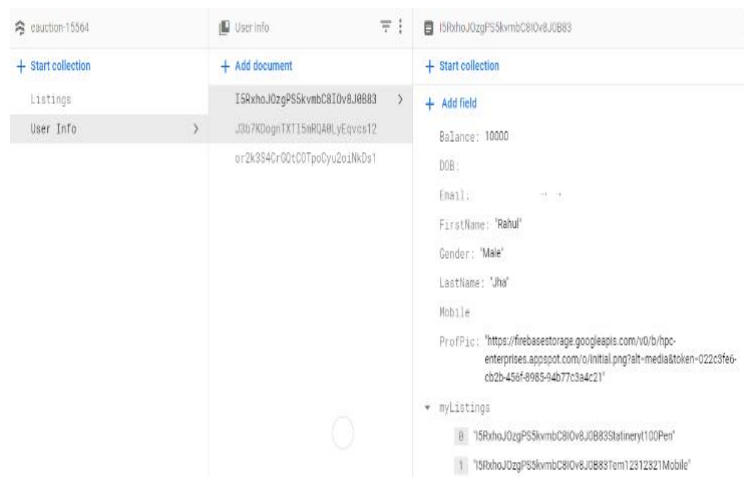 eauction-15564
User Info
I5RxhoJOzgPS5kvmbC8IOv8J0B83
+ Start collection
+ Add document
+ Start collection
Listings
User Info
I5RxhoJOzgPS5kvmbC8IOv8J0B83
J3b7KDognTXTI5mRQA0LyEqvcs12
or2k3S4CrGQtCOTpoCyu2oiNkDs1
+ Add field
Balance: 10000
DOB:
Email:
FirstName: "Rahul"
Gender: "Male"
LastName: "Jha"
Mobile
ProfPic: "https://firebasestorage.googleapis.com/v0/b/hpc-
enterprises.appspot.com/o/initial.png?alt=media&token=022c3fe6-
cb2b-456f-8985-94b77c3a4c21"
myListings
0 "I5RxhoJOzgPS5kvmbC8IOv8J0B83Statineryt100Pen"
1 "I5RxhoJOzgPS5kvmbC8IOv8J0B83Tem12312321Mobile"